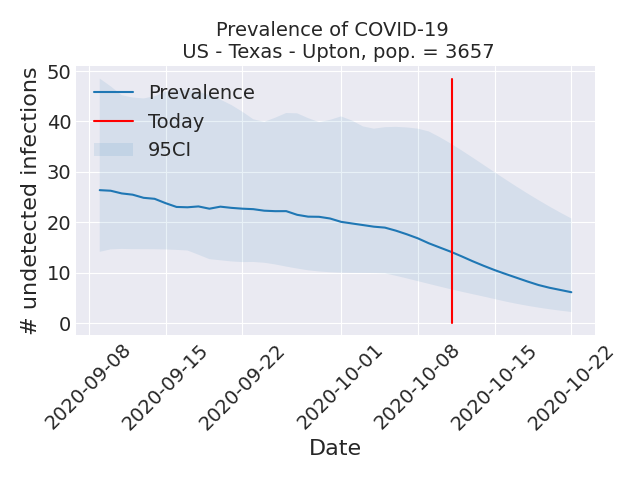 Prevalence of COVID-19
US - Texas - Upton, pop. = 3657
# undetected infections
50
40
30
20
10
0
Prevalence
Today
95CI
2020-09-08
2020-09-15
2020-09-22
2020-10-01
2020-10-08
2020-10-15
2020-10-22
Date